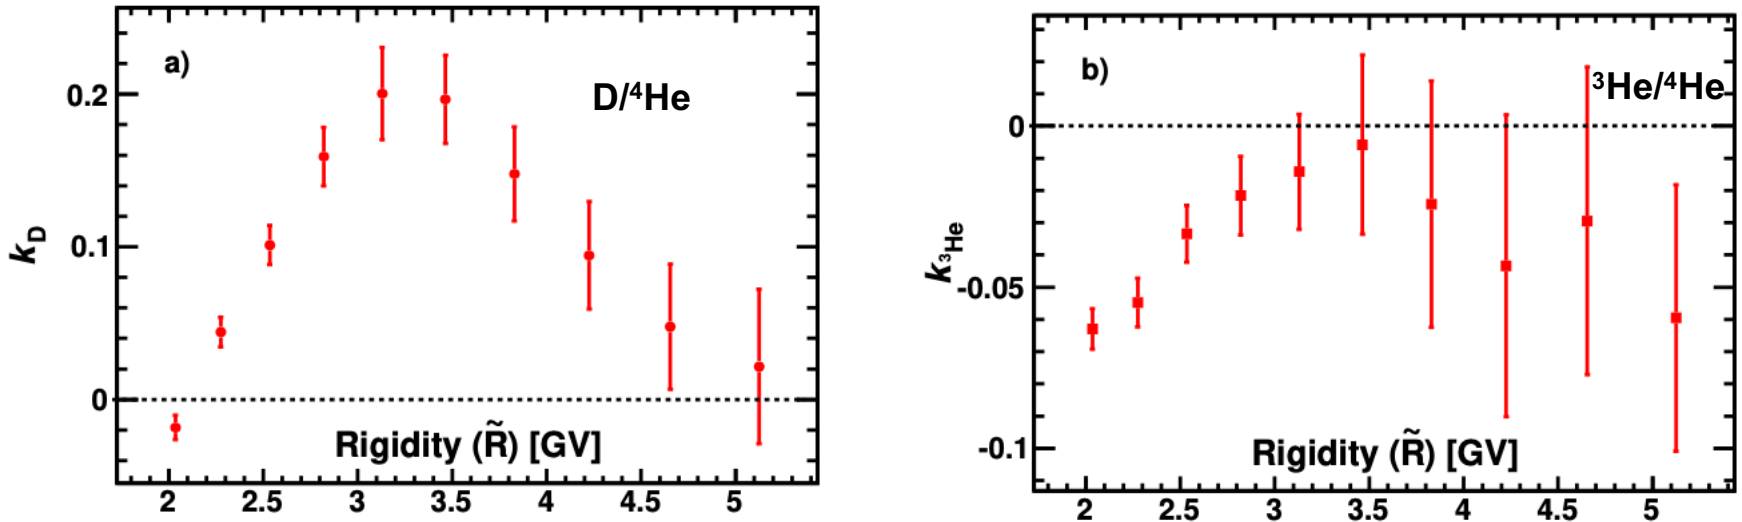 a)
D/⁴He
0.2
0.1
0
k_D
Rigidity (R̃) [GV]
2 2.5 3 3.5 4 4.5 5
b)
³He/⁴He
0
-0.05
-0.1
k_³He
Rigidity (R̃) [GV]
2 2.5 3 3.5 4 4.5 5